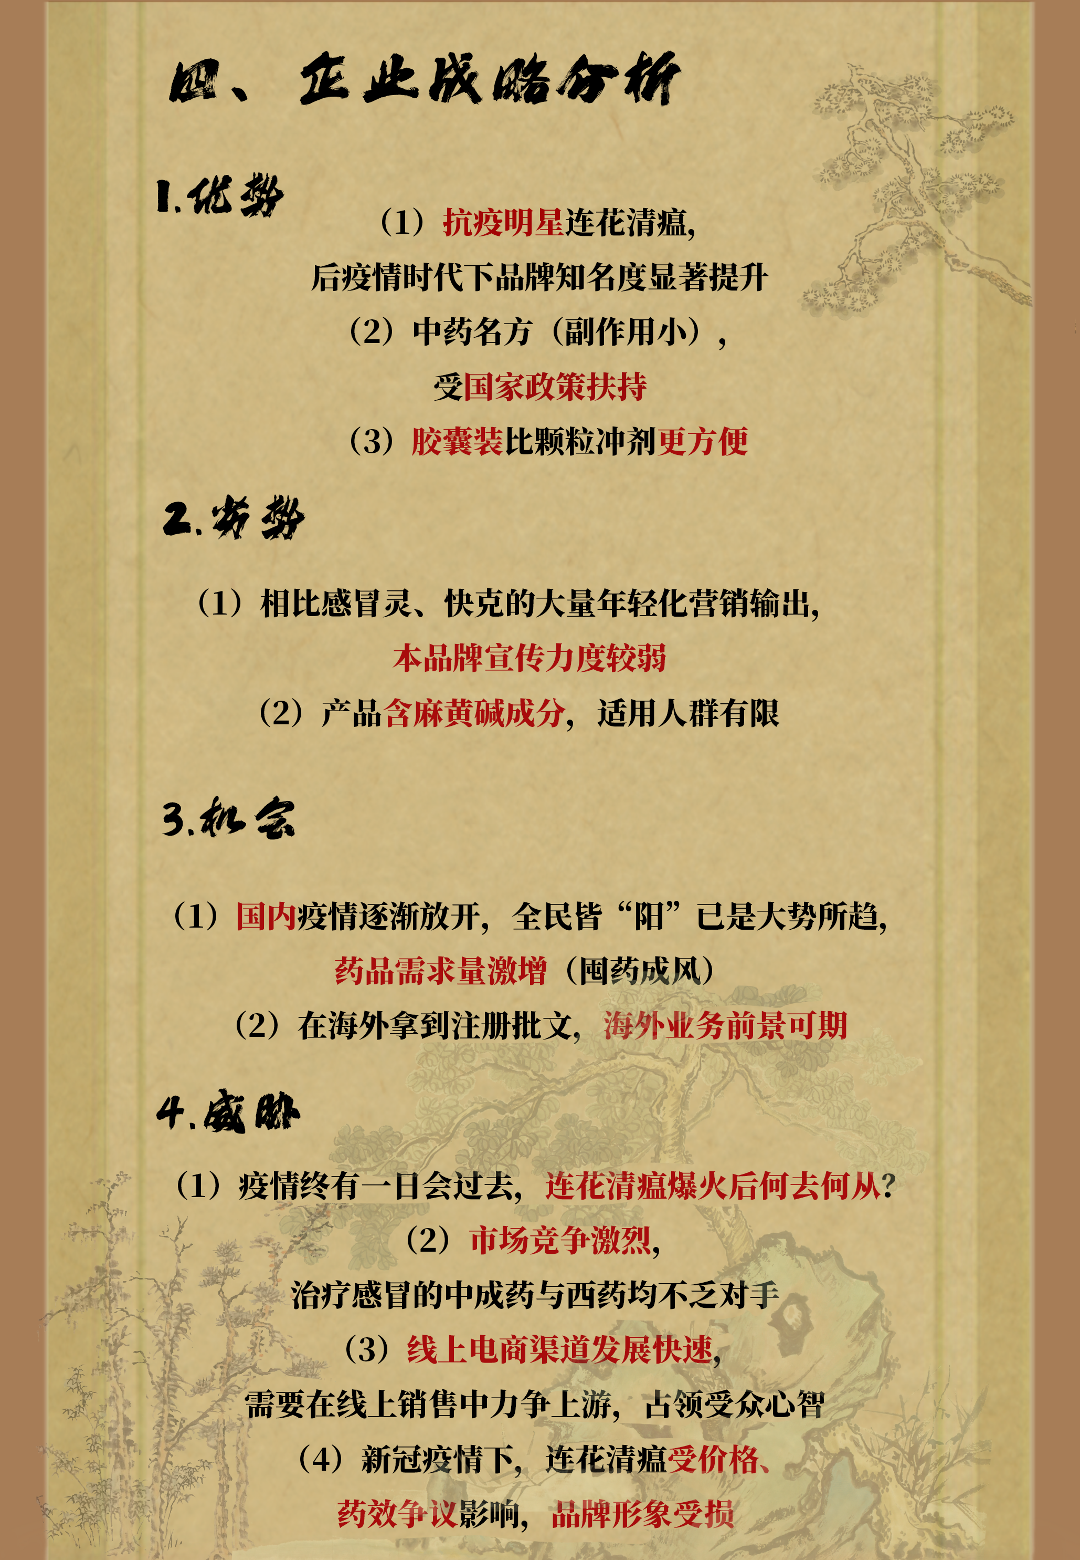 四、企业战略分析
1.优势
（1）抗疫明星连花清瘟，
后疫情时代下品牌知名度显著提升
（2）中药名方（副作用小），
受国家政策扶持
（3）胶囊装比颗粒冲剂更方便
2.劣势
（1）相比感冒灵、快克的大量年轻化营销输出，
本品牌宣传力度较弱
（2）产品含麻黄碱成分，适用人群有限
3.机会
（1）国内疫情逐渐放开，全民皆“阳”已是大势所趋，
药品需求量激增（囤药成风）
（2）在海外拿到注册批文，海外业务前景可期
4.威胁
（1）疫情终有一日会过去，连花清瘟爆火后何去何从?
（2）市场竞争激烈，
治疗感冒的中成药与西药均不乏对手
（3）线上电商渠道发展快速，
需要在线上销售中力争上游，占领受众心智
（4）新冠疫情下，连花清瘟受价格、
药效争议影响，品牌形象受损